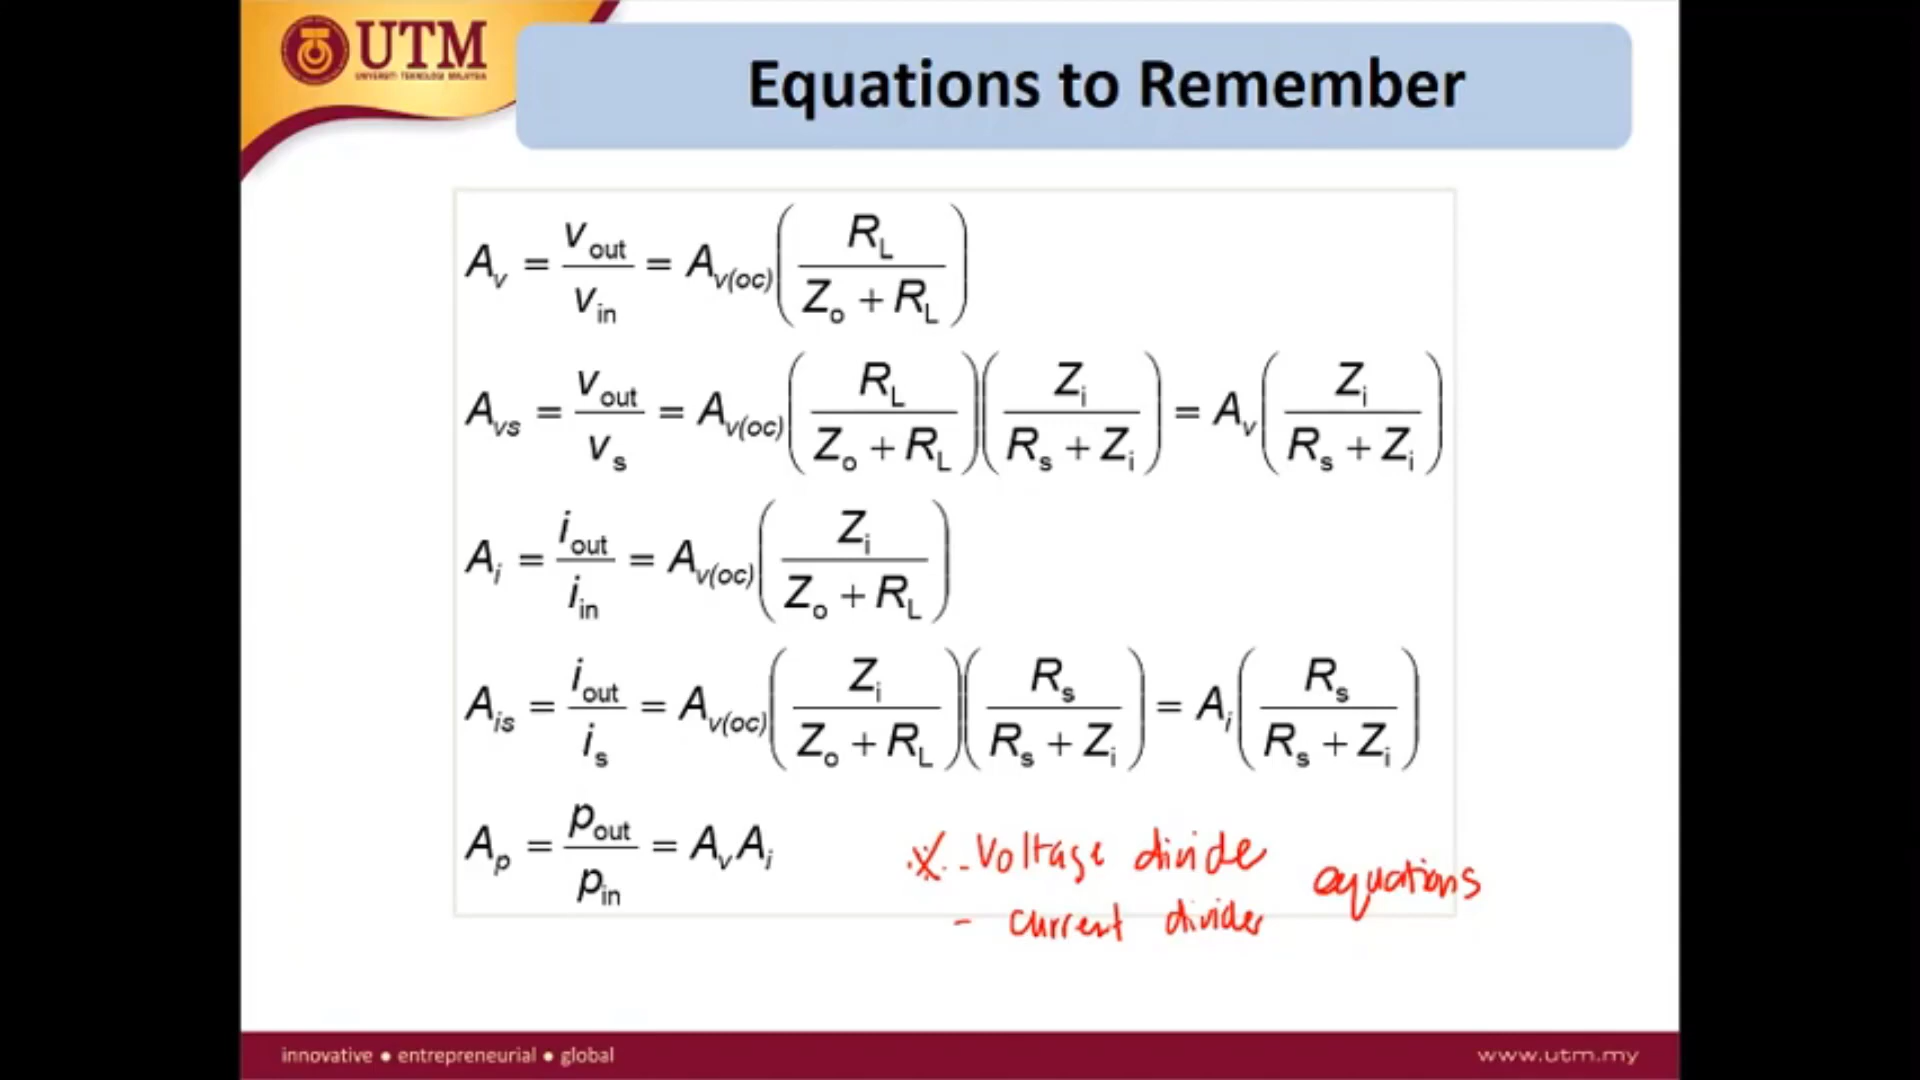 UTM
UNIVERSITI TEKNOLOGI MALAYSIA
Equations to Remember
A_v = v_out / v_in = A_v(oc) ( R_L / (Z_o + R_L) )
A_vs = v_out / v_s = A_v(oc) ( R_L / (Z_o + R_L) ) ( Z_i / (R_s + Z_i) ) = A_v ( Z_i / (R_s + Z_i) )
A_i = i_out / i_in = A_v(oc) ( Z_i / (Z_o + R_L) )
A_is = i_out / i_s = A_v(oc) ( Z_i / (Z_o + R_L) ) ( R_s / (R_s + Z_i) ) = A_i ( R_s / (R_s + Z_i) )
A_p = p_out / p_in = A_v A_i
※ - Voltage divide equations
- current divider
innovative ● entrepreneurial ● global
www.utm.my